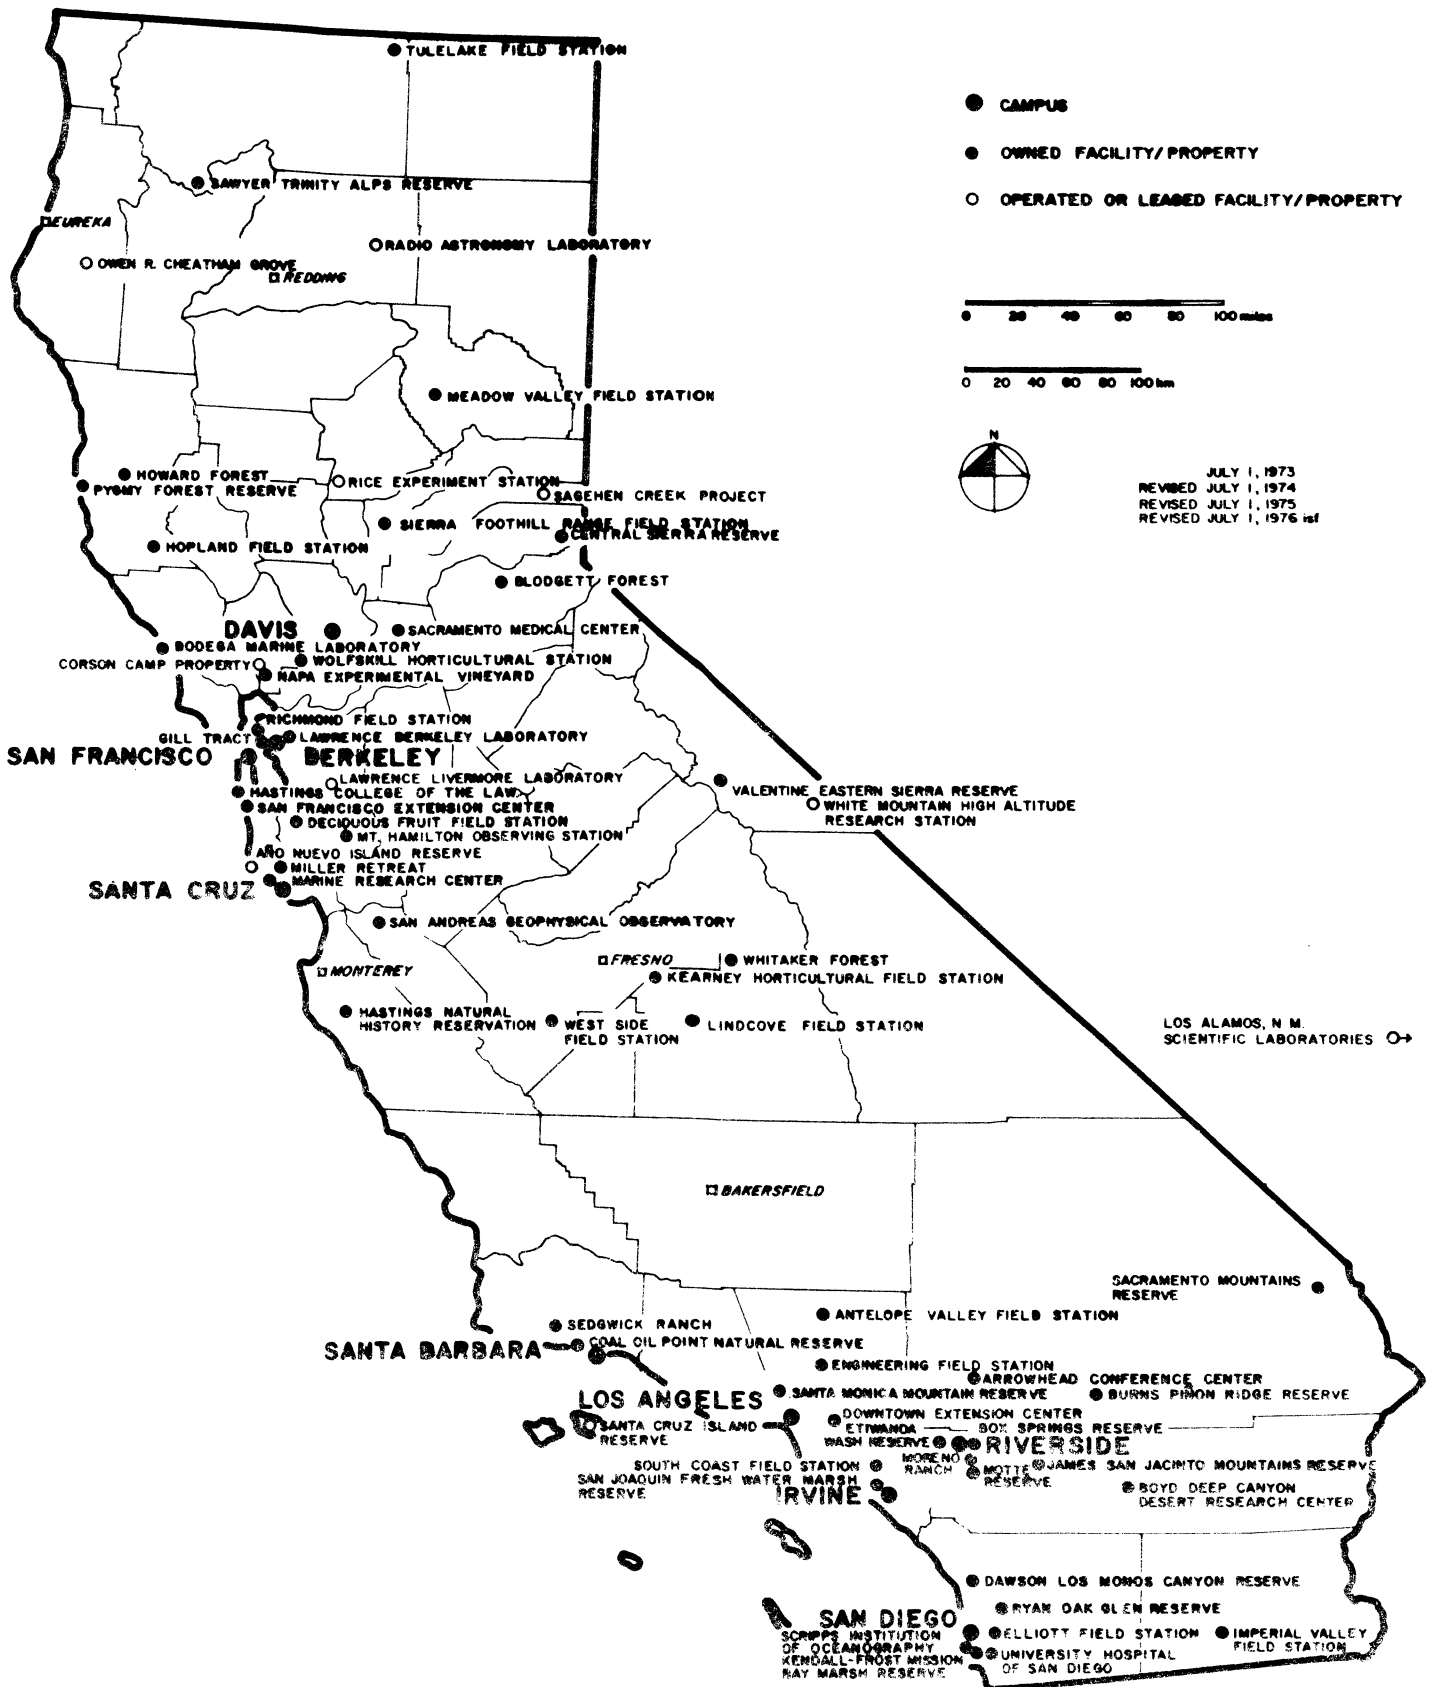 TULELAKE FIELD STATION
CAMPUS
OWNED FACILITY/PROPERTY
OPERATED OR LEASED FACILITY/PROPERTY
SAWYER TRINITY ALPS RESERVE
EUREKA
RADIO ASTRONOMY LABORATORY
OWEN R. CHEATHAM GROVE
REDDING
0 20 40 60 80 100 miles
0 20 40 60 80 100 km
MEADOW VALLEY FIELD STATION
N
JULY 1, 1973
REVISED JULY 1, 1974
REVISED JULY 1, 1975
REVISED JULY 1, 1976 isf
HOWARD FOREST
PYGMY FOREST RESERVE
RICE EXPERIMENT STATION
SAGEHEN CREEK PROJECT
SIERRA FOOTHILL RANGE FIELD STATION
CENTRAL SIERRA RESERVE
HOPLAND FIELD STATION
BLODGETT FOREST
DAVIS
SACRAMENTO MEDICAL CENTER
BODEGA MARINE LABORATORY
CORSON CAMP PROPERTY
WOLFSKILL HORTICULTURAL STATION
NAPA EXPERIMENTAL VINEYARD
RICHMOND FIELD STATION
GILL TRACT
LAWRENCE BERKELEY LABORATORY
SAN FRANCISCO
BERKELEY
LAWRENCE LIVERMORE LABORATORY
HASTINGS COLLEGE OF THE LAW
SAN FRANCISCO EXTENSION CENTER
DECIDUOUS FRUIT FIELD STATION
MT. HAMILTON OBSERVING STATION
VALENTINE EASTERN SIERRA RESERVE
WHITE MOUNTAIN HIGH ALTITUDE
RESEARCH STATION
AÑO NUEVO ISLAND RESERVE
MILLER RETREAT
MARINE RESEARCH CENTER
SANTA CRUZ
SAN ANDREAS GEOPHYSICAL OBSERVATORY
FRESNO
WHITAKER FOREST
MONTEREY
KEARNEY HORTICULTURAL FIELD STATION
HASTINGS NATURAL
HISTORY RESERVATION
WEST SIDE
FIELD STATION
LINDCOVE FIELD STATION
LOS ALAMOS, N M.
SCIENTIFIC LABORATORIES
BAKERSFIELD
SACRAMENTO MOUNTAINS
RESERVE
ANTELOPE VALLEY FIELD STATION
SEDGWICK RANCH
SANTA BARBARA
COAL OIL POINT NATURAL RESERVE
ENGINEERING FIELD STATION
ARROWHEAD CONFERENCE CENTER
LOS ANGELES
SANTA MONICA MOUNTAIN RESERVE
BURNS PIÑON RIDGE RESERVE
SANTA CRUZ ISLAND
RESERVE
DOWNTOWN EXTENSION CENTER
ETIWANDA
WASH RESERVE
BOX SPRINGS RESERVE
RIVERSIDE
SOUTH COAST FIELD STATION
MORENO
RANCH
MOTTE
RESERVE
JAMES SAN JACINTO MOUNTAINS RESERVE
SAN JOAQUIN FRESH WATER MARSH
RESERVE
IRVINE
BOYD DEEP CANYON
DESERT RESEARCH CENTER
DAWSON LOS MONOS CANYON RESERVE
RYAN OAK GLEN RESERVE
SAN DIEGO
ELLIOTT FIELD STATION
IMPERIAL VALLEY
FIELD STATION
SCRIPPS INSTITUTION
OF OCEANOGRAPHY
KENDALL-FROST MISSION
BAY MARSH RESERVE
UNIVERSITY HOSPITAL
OF SAN DIEGO